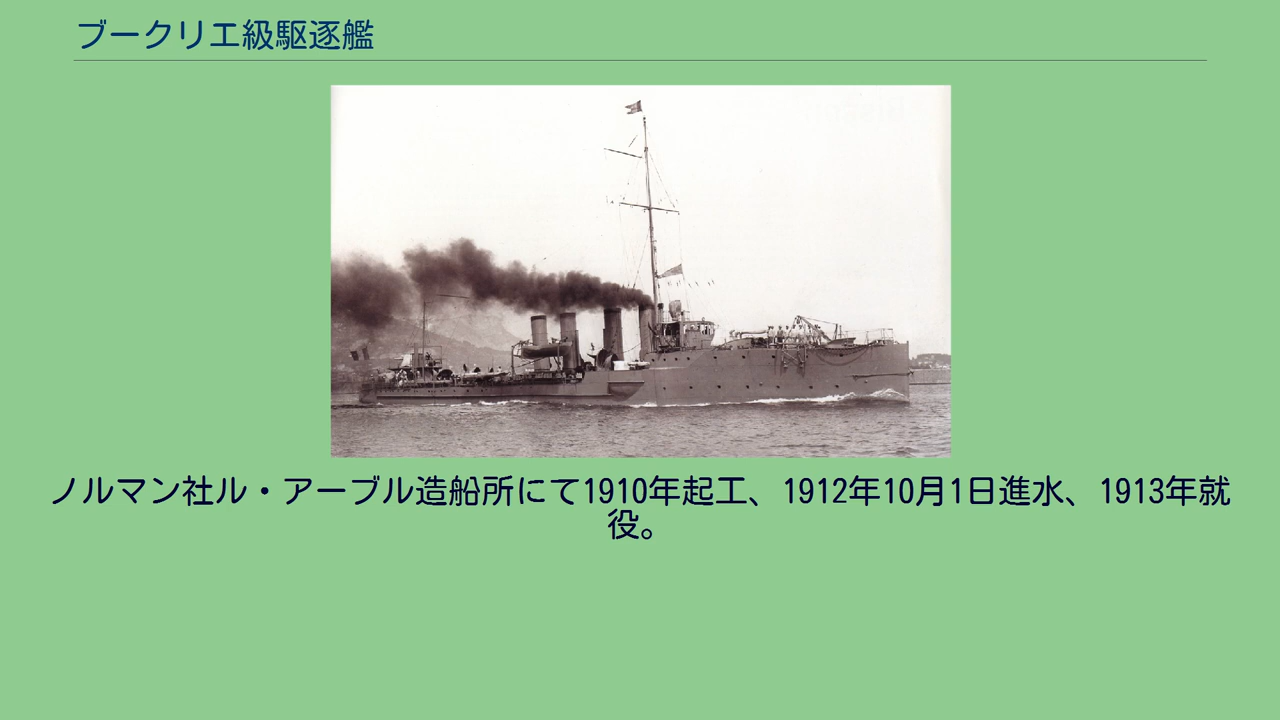 ブークリエ級駆逐艦
ノルマン社ル・アーブル造船所にて1910年起工、1912年10月1日進水、1913年就
役。